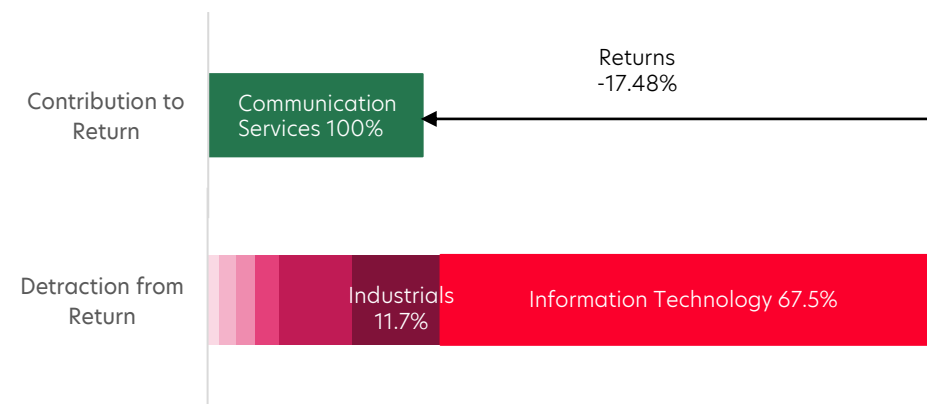 Returns
-17.48%
Contribution to
Return
Communication
Services 100%
Detraction from
Return
Industrials
11.7%
Information Technology 67.5%